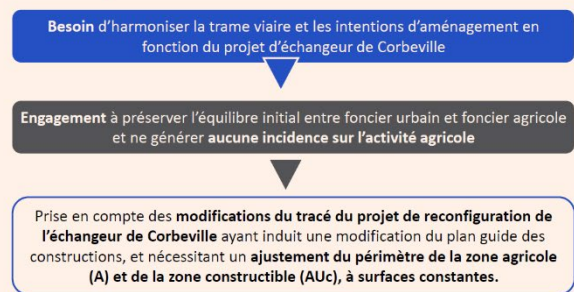 Besoin d'harmoniser la trame viaire et les intentions d'aménagement en
fonction du projet d'échangeur de Corbeville
Engagement à préserver l'équilibre initial entre foncier urbain et foncier agricole
et ne générer aucune incidence sur l'activité agricole
Prise en compte des modifications du tracé du projet de reconfiguration de
l'échangeur de Corbeville ayant induit une modification du plan guide des
constructions, et nécessitant un ajustement du périmètre de la zone agricole
(A) et de la zone constructible (AUc), à surfaces constantes.